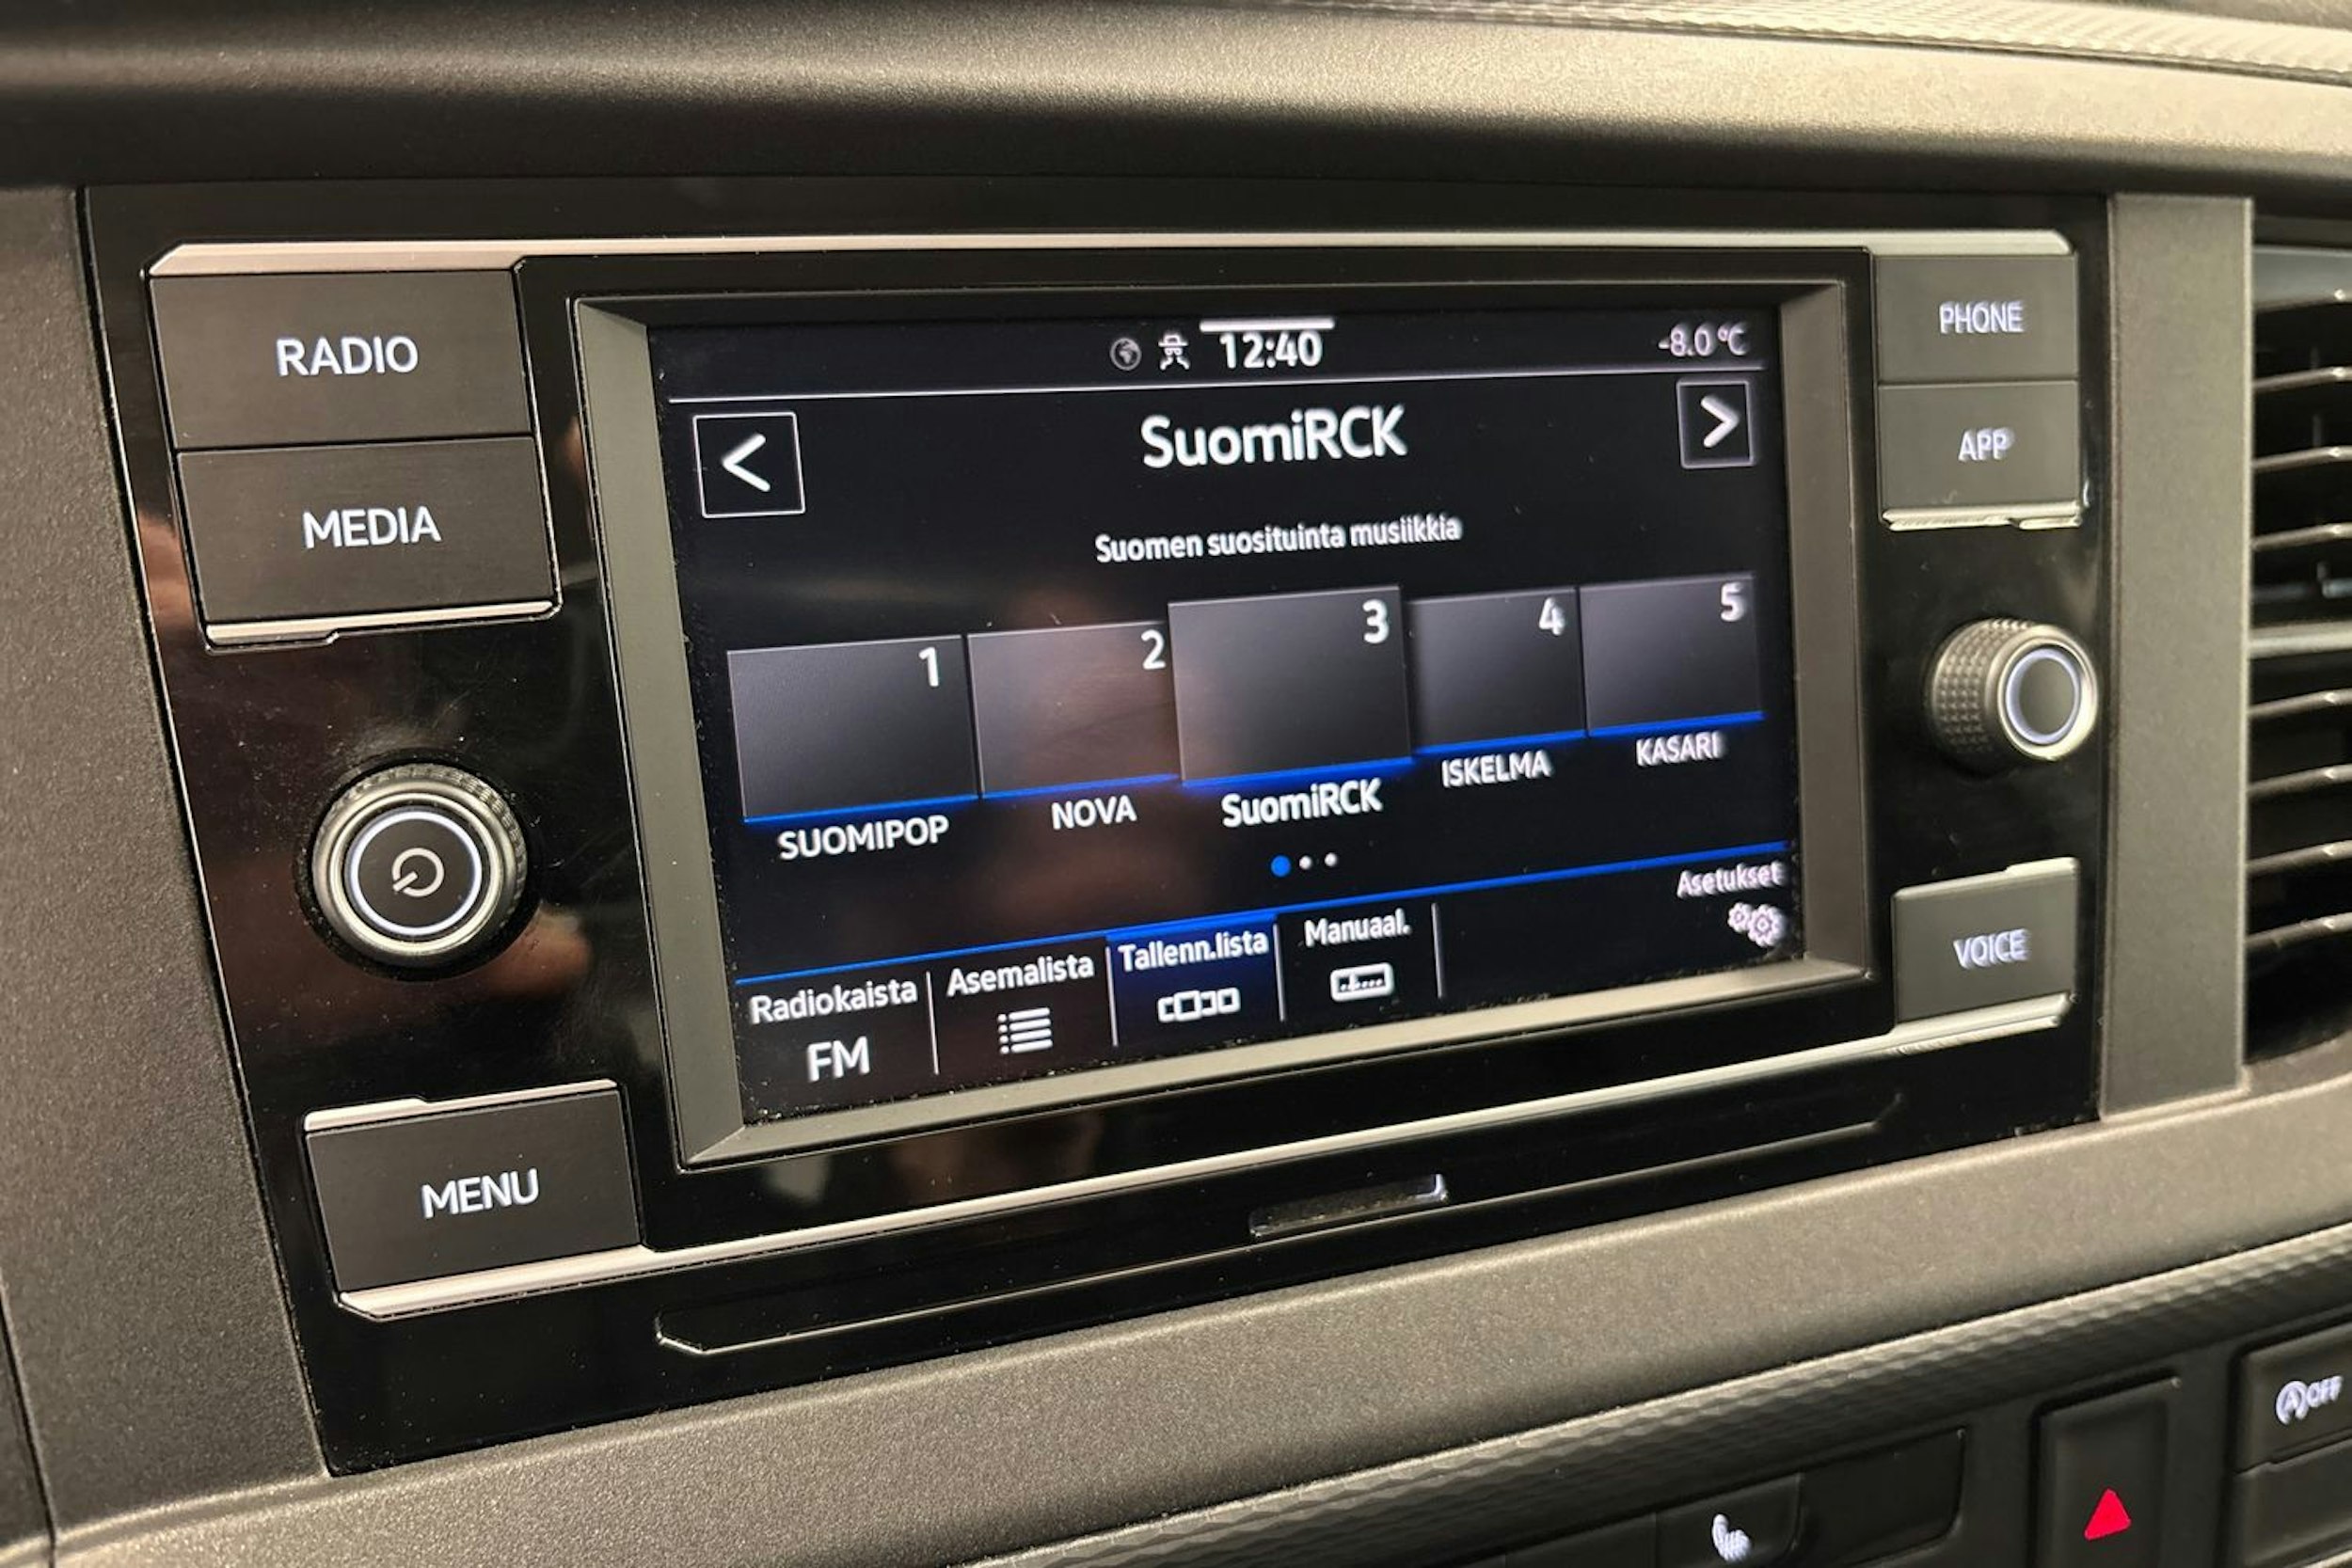 RADIO
MEDIA
MENU
PHONE
APP
VOICE
12:40
-8.0 °C
<
SuomiRCK
>
Suomen suosituinta musiikkia
1
2
3
4
5
SUOMIPOP
NOVA
SuomiRCK
ISKELMA
KASARI
Radiokaista
FM
Asemalista
Tallenn.lista
Manuaal.
Asetukset
A OFF